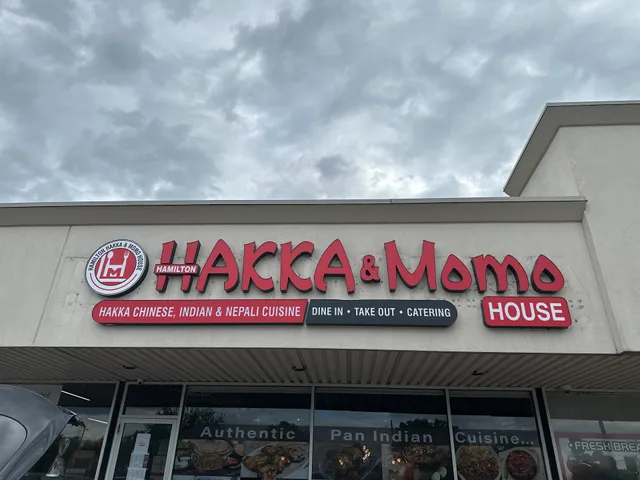 HAMILTON HAKKA & MOMO HOUSE
HAMILTON
HAKKA & MOMO
HOUSE
HAKKA CHINESE, INDIAN & NEPALI CUISINE
DINE IN • TAKE OUT • CATERING
Authentic Pan Indian Cuisine...
FRESH